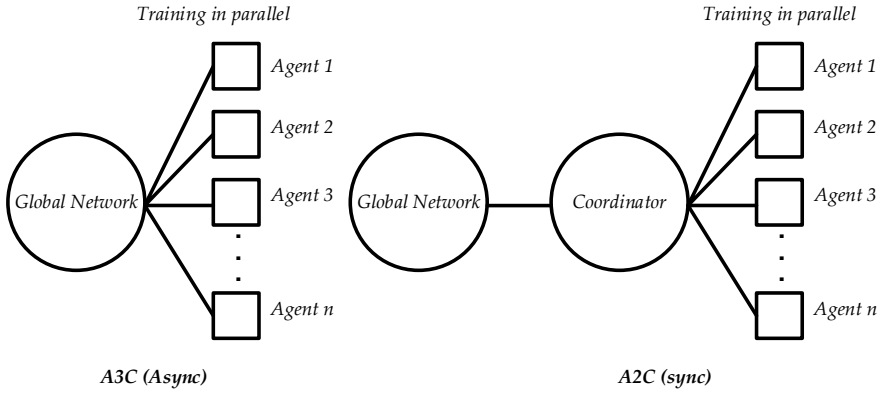 Training in parallel
Agent 1
Agent 2
Global Network
Agent 3
Agent n
A3C (Async)
Training in parallel
Agent 1
Agent 2
Global Network
Coordinator
Agent 3
Agent n
A2C (sync)